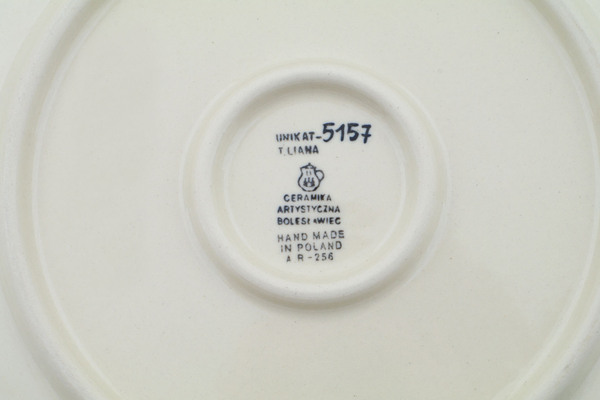 UNIKAT-5157
T. LIANA
CERAMIKA
ARTYSTYCZNA
BOLESŁAWIEC
HAND MADE
IN POLAND
A R - 256